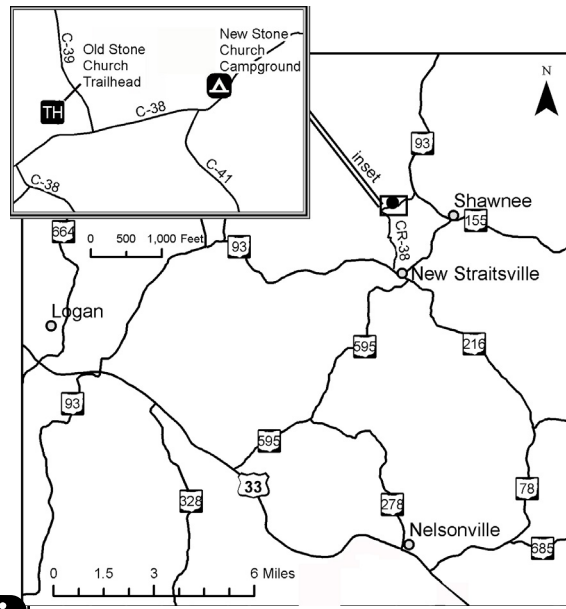 C-39
Old Stone
Church
Trailhead
New Stone
Church
Campground
TH
C-38
C-41
C-38
N
inset
93
Shawnee
155
CR-38
New Straitsville
664
0 500 1,000 Feet
93
Logan
595
216
93
595
33
328
278
78
Nelsonville
685
0 1.5 3 6 Miles